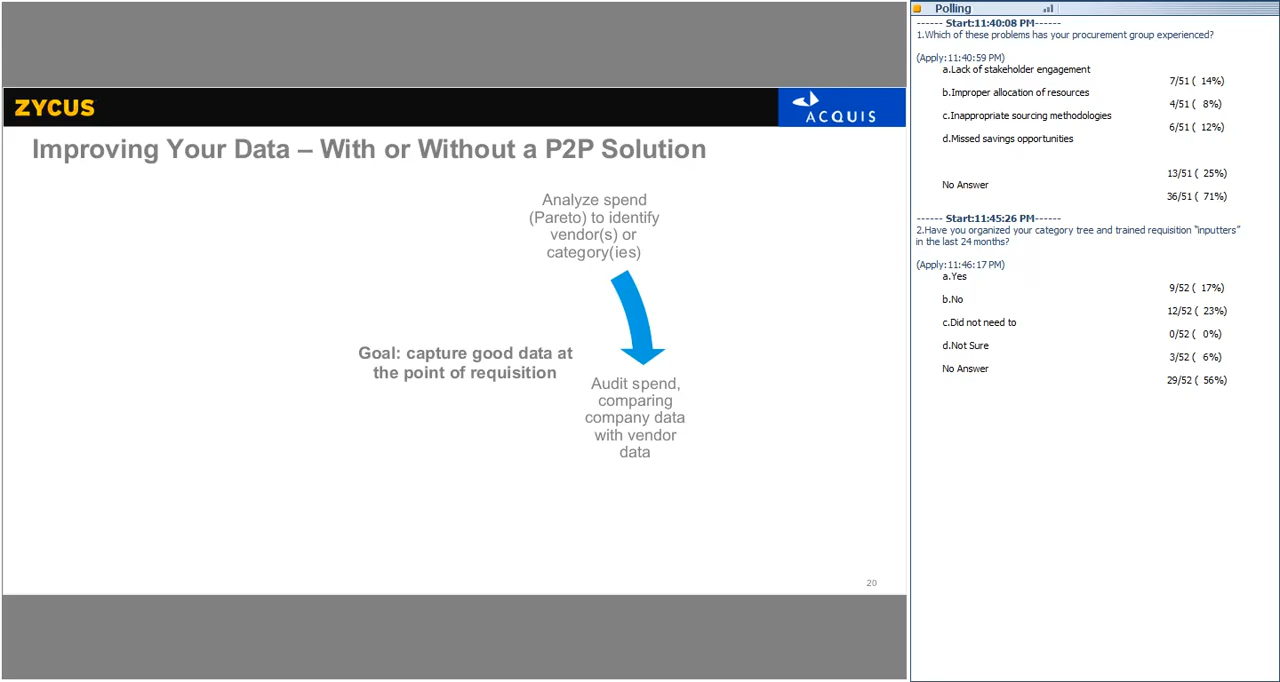 ZYCUS
ACQUIS
Improving Your Data – With or Without a P2P Solution
Analyze spend
(Pareto) to identify
vendor(s) or
category(ies)
Goal: capture good data at
the point of requisition
Audit spend,
comparing
company data
with vendor
data
20
Polling
------ Start:11:40:08 PM------
1.Which of these problems has your procurement group experienced?
(Apply:11:40:59 PM)
a.Lack of stakeholder engagement
7/51 ( 14%)
b.Improper allocation of resources
4/51 ( 8%)
c.Inappropriate sourcing methodologies
6/51 ( 12%)
d.Missed savings opportunities
13/51 ( 25%)
No Answer
36/51 ( 71%)
------ Start:11:45:26 PM------
2.Have you organized your category tree and trained requisition “inputters”
in the last 24 months?
(Apply:11:46:17 PM)
a.Yes
9/52 ( 17%)
b.No
12/52 ( 23%)
c.Did not need to
0/52 ( 0%)
d.Not Sure
3/52 ( 6%)
No Answer
29/52 ( 56%)